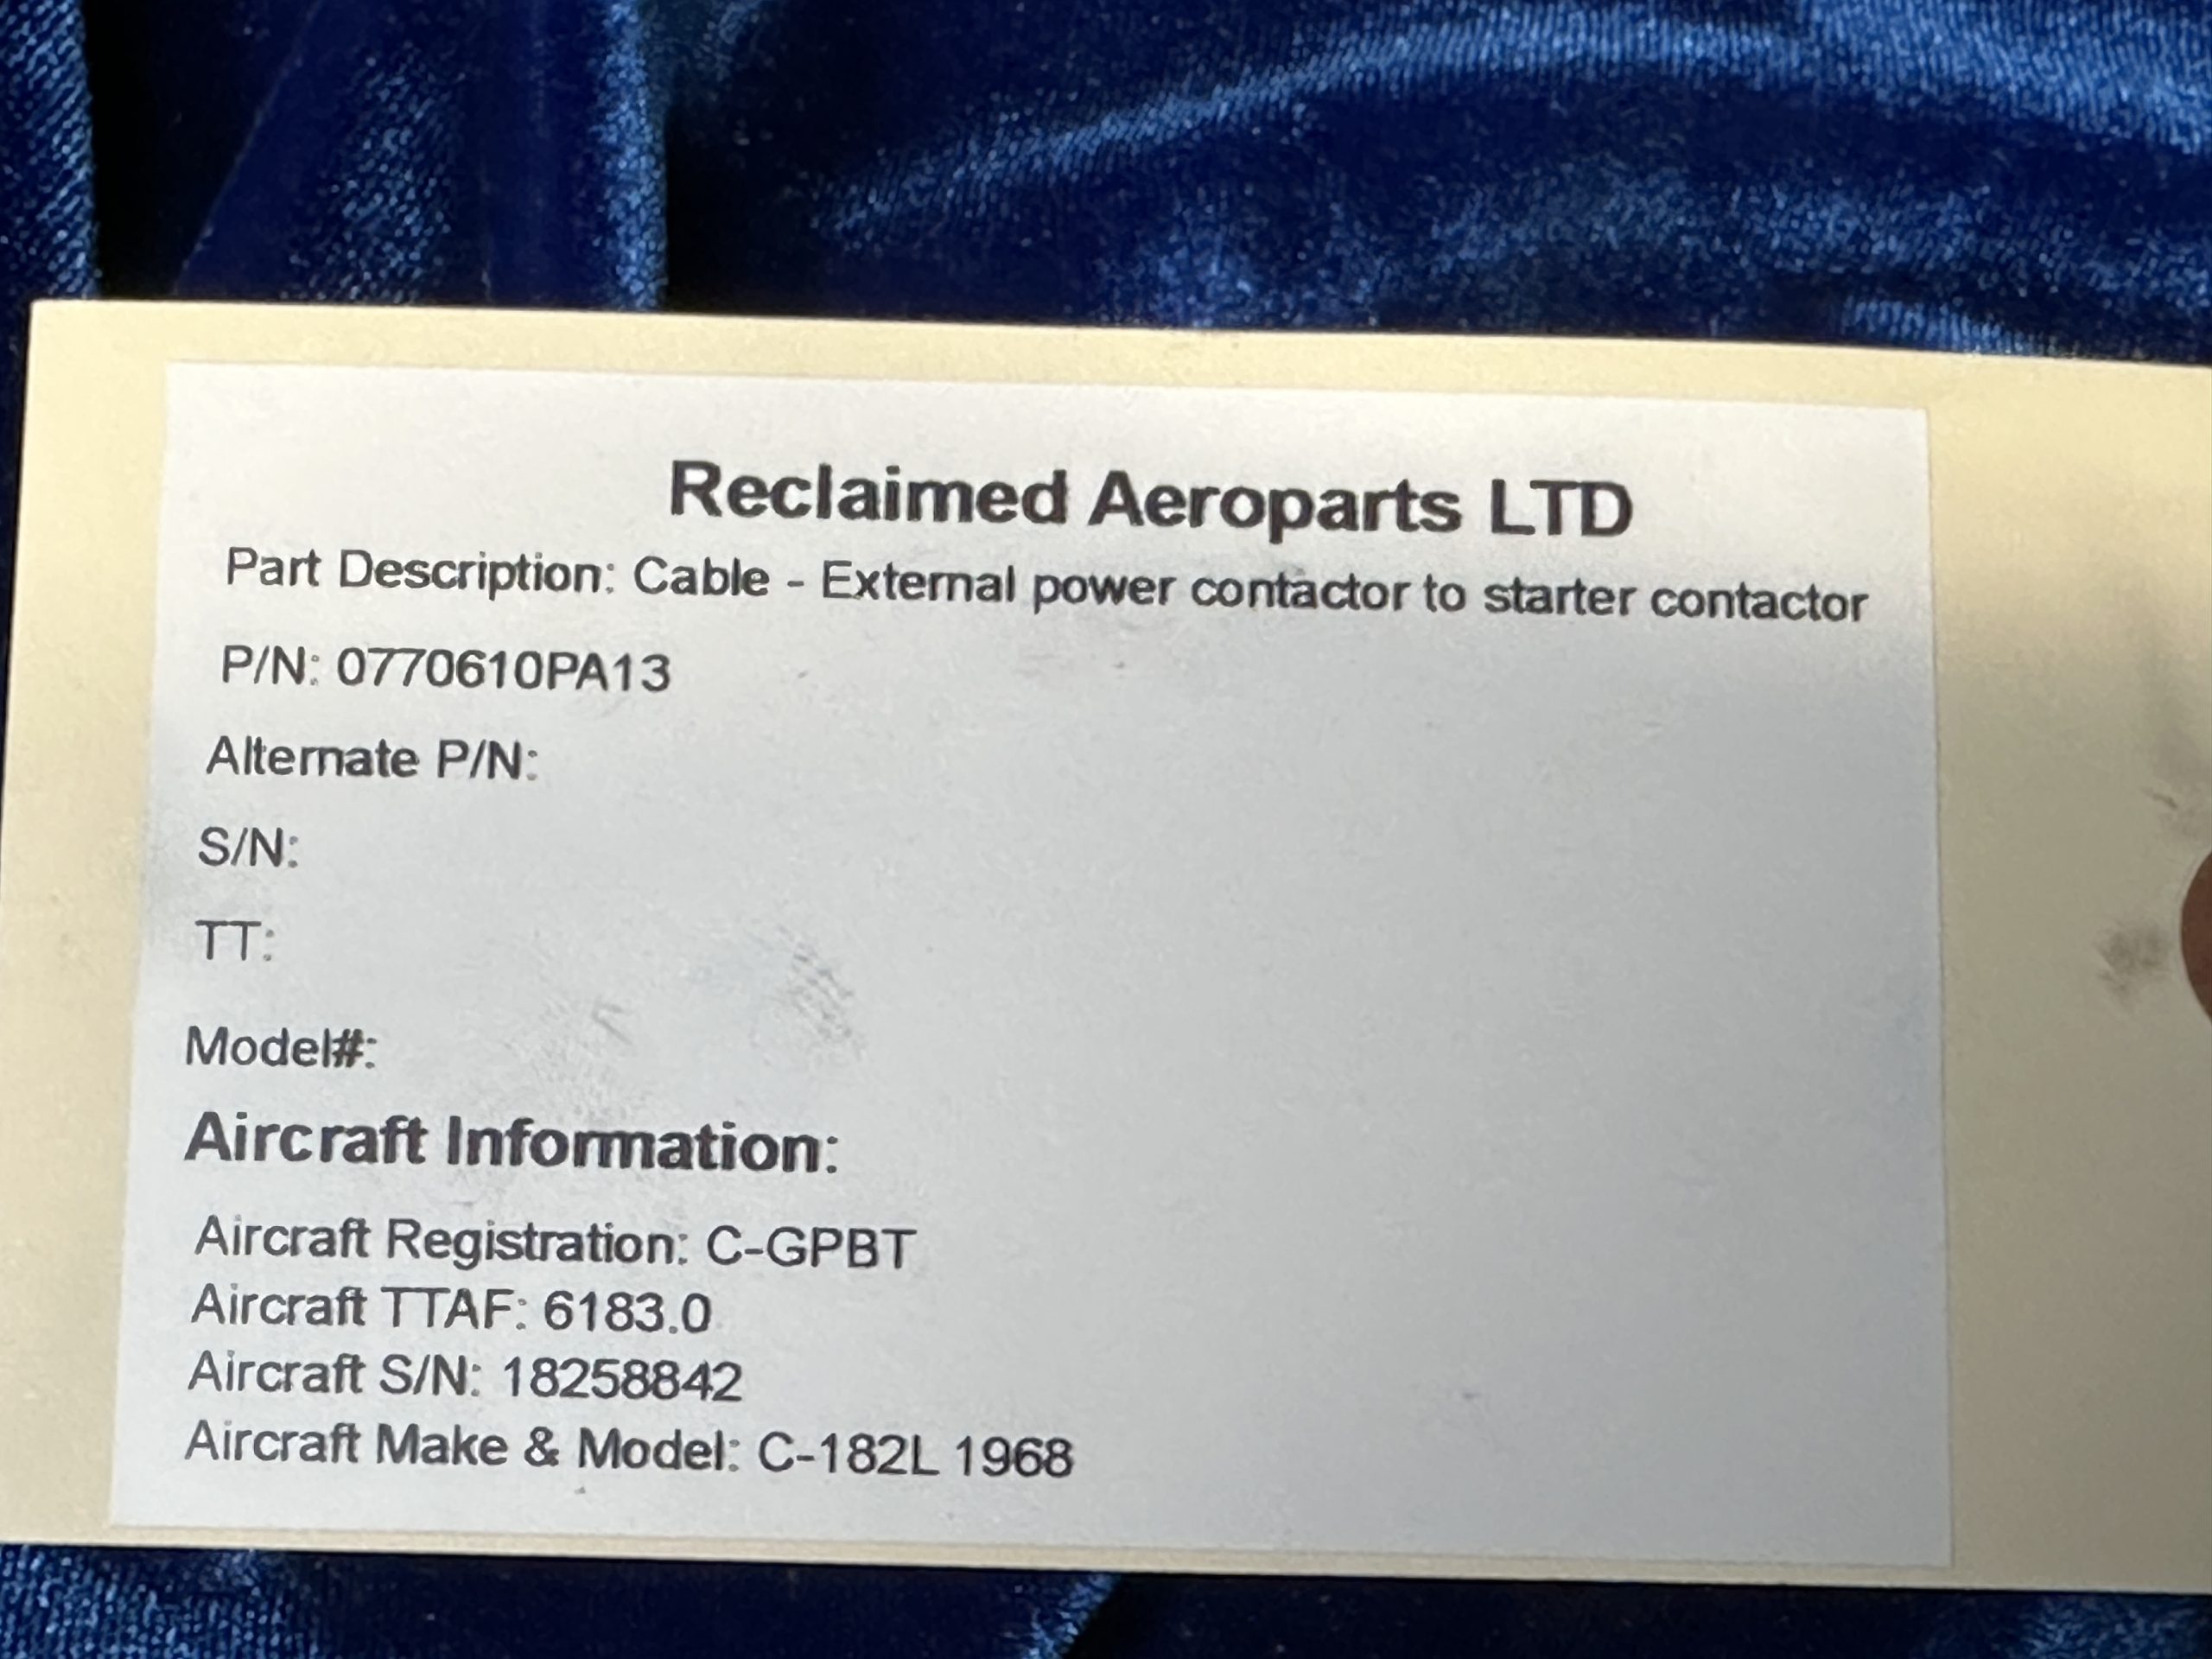 Reclaimed Aeroparts LTD
Part Description: Cable - External power contactor to starter contactor
P/N: 0770610PA13
Alternate P/N:
S/N:
TT:
Model#:
Aircraft Information:
Aircraft Registration: C-GPBT
Aircraft TTAF: 6183.0
Aircraft S/N: 18258842
Aircraft Make & Model: C-182L 1968